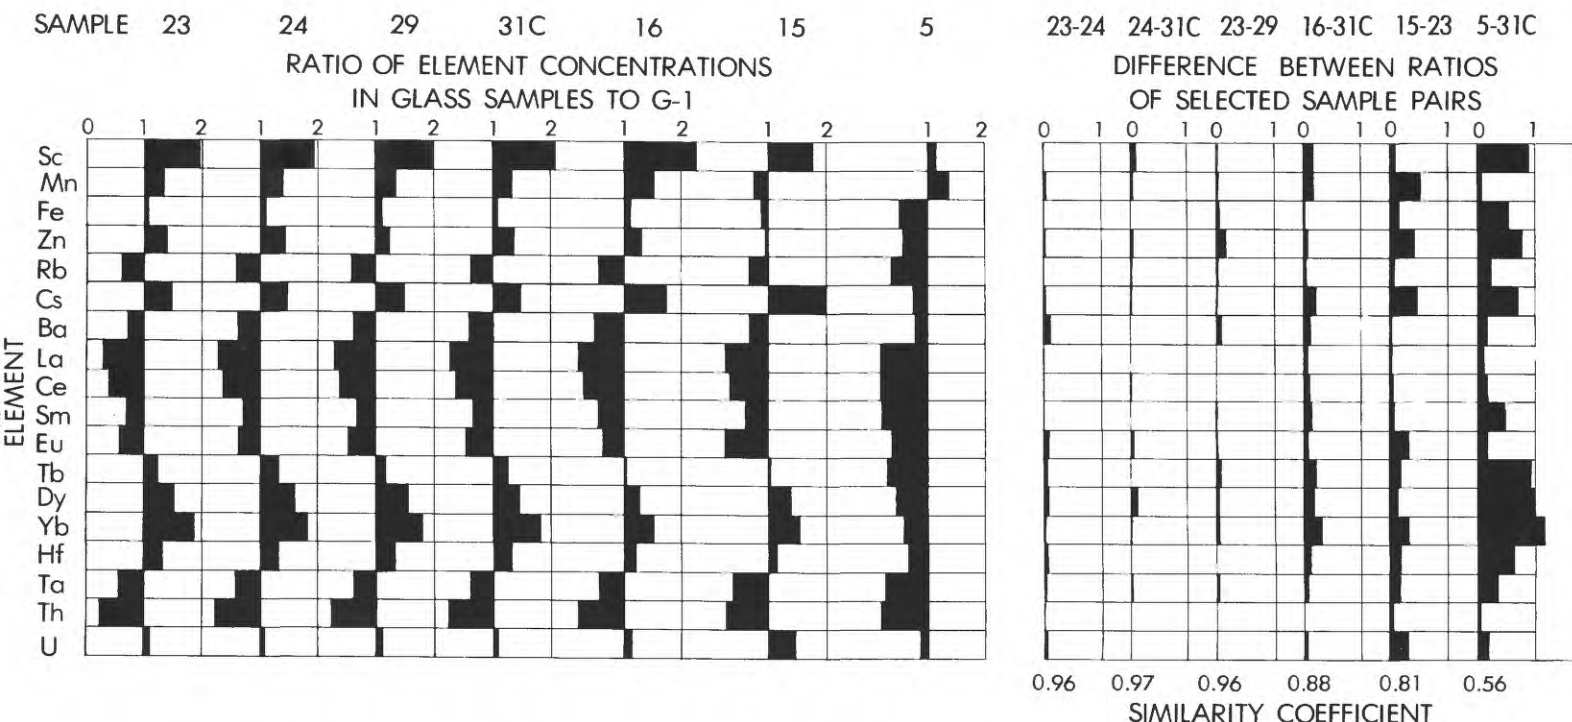 SAMPLE 23 24 29 31C 16 15 5 23-24 24-31C 23-29 16-31C 15-23 5-31C
RATIO OF ELEMENT CONCENTRATIONS
IN GLASS SAMPLES TO G-1
DIFFERENCE BETWEEN RATIOS
OF SELECTED SAMPLE PAIRS
0 1 2 1 2 1 2 1 2 1 2 1 2 1 2
0 1 0 1 0 1 0 1 0 1 0 1
ELEMENT
Sc
Mn
Fe
Zn
Rb
Cs
Ba
La
Ce
Sm
Eu
Tb
Dy
Yb
Hf
Ta
Th
U
0.96 0.97 0.96 0.88 0.81 0.56
SIMILARITY COEFFICIENT